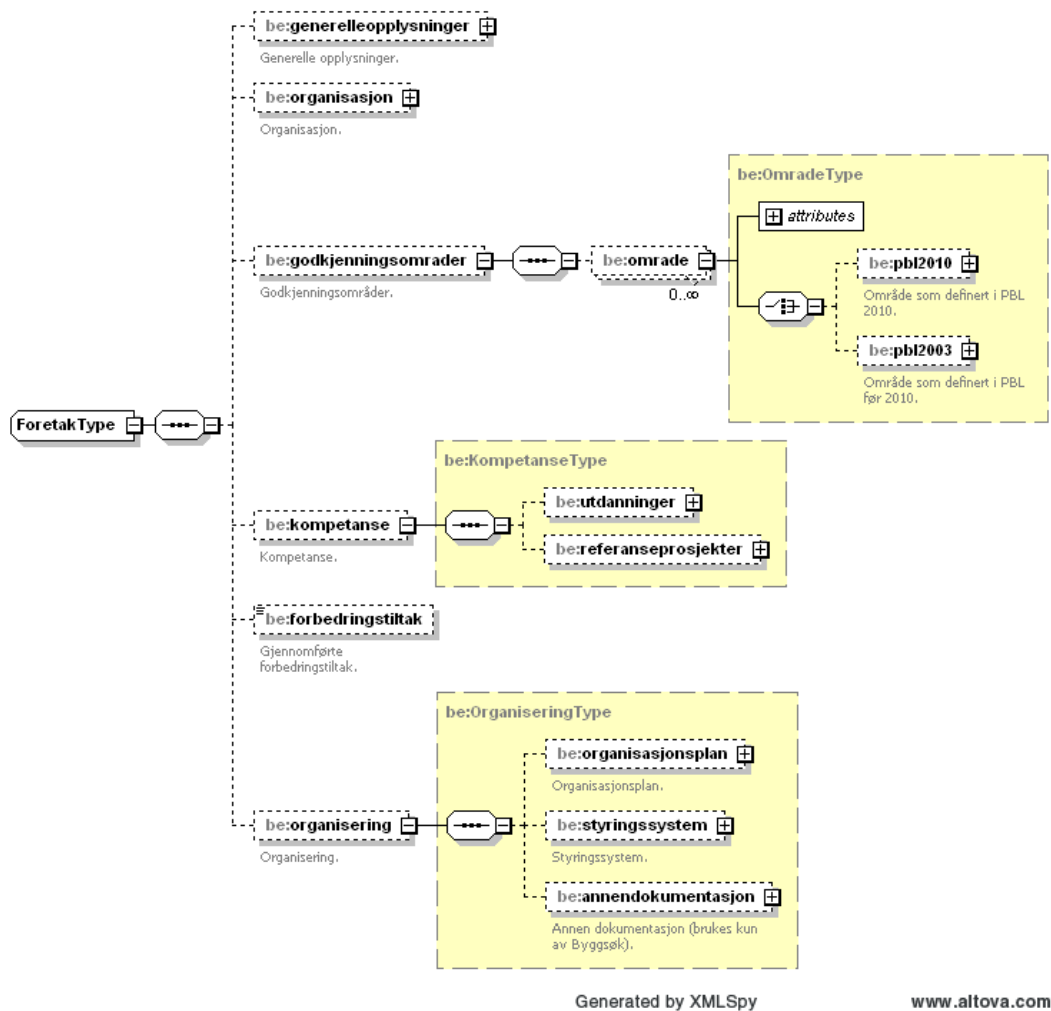 be:generelleopplysninger
Generelle opplysninger.
be:organisasjon
Organisasjon.
be:OmradeType
attributes
be:godkjenningsomrader
Godkjenningsområder.
be:omrade
0..∞
be:pbl2010
Område som definert i PBL
2010.
be:pbl2003
Område som definert i PBL
før 2010.
ForetakType
be:KompetanseType
be:kompetanse
Kompetanse.
be:utdanninger
be:referanseprosjekter
be:forbedringstiltak
Gjennomførte
forbedringstiltak.
be:OrganiseringType
be:organisering
Organisering.
be:organisasjonsplan
Organisasjonsplan.
be:styringssystem
Styringssystem.
be:annendokumentasjon
Annen dokumentasjon (brukes kun
av Byggsøk).
Generated by XMLSpy
www.altova.com